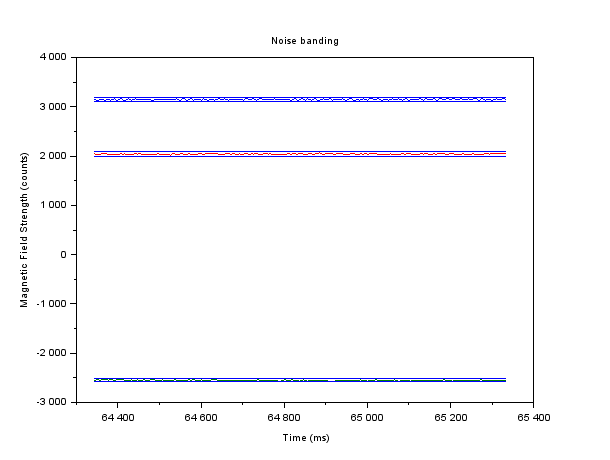 Noise banding
4 000
3 000
2 000
1 000
0
-1 000
-2 000
-3 000
Magnetic Field Strength (counts)
64 400 64 600 64 800 65 000 65 200 65 400
Time (ms)